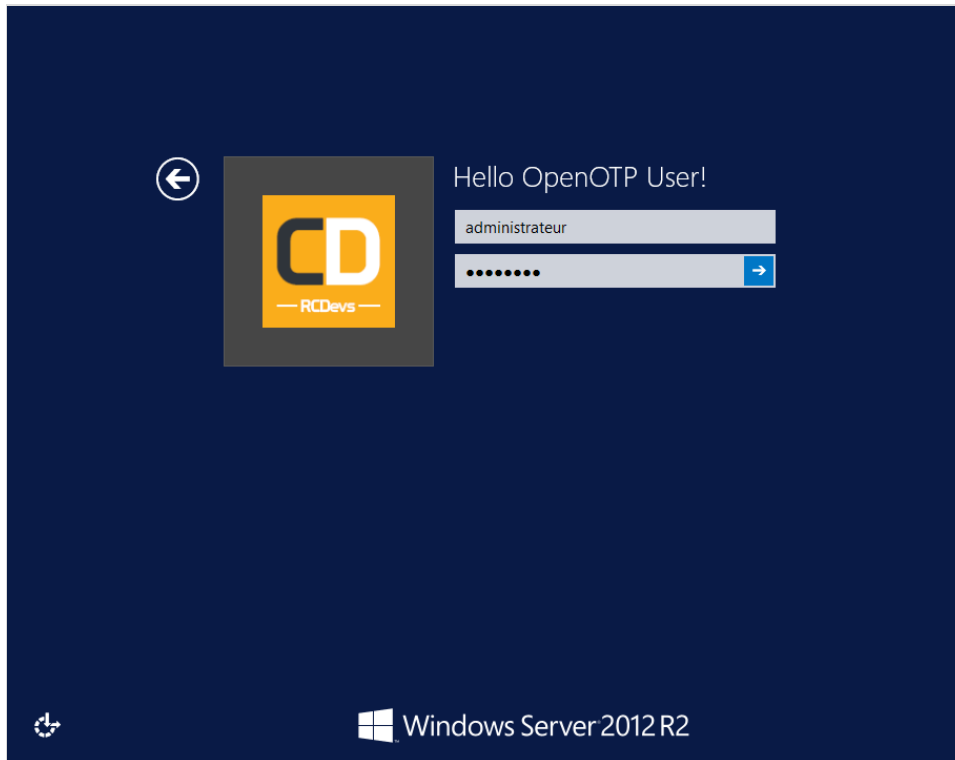 Hello OpenOTP User!
administrateur
CD
RCDevs
Windows Server 2012 R2